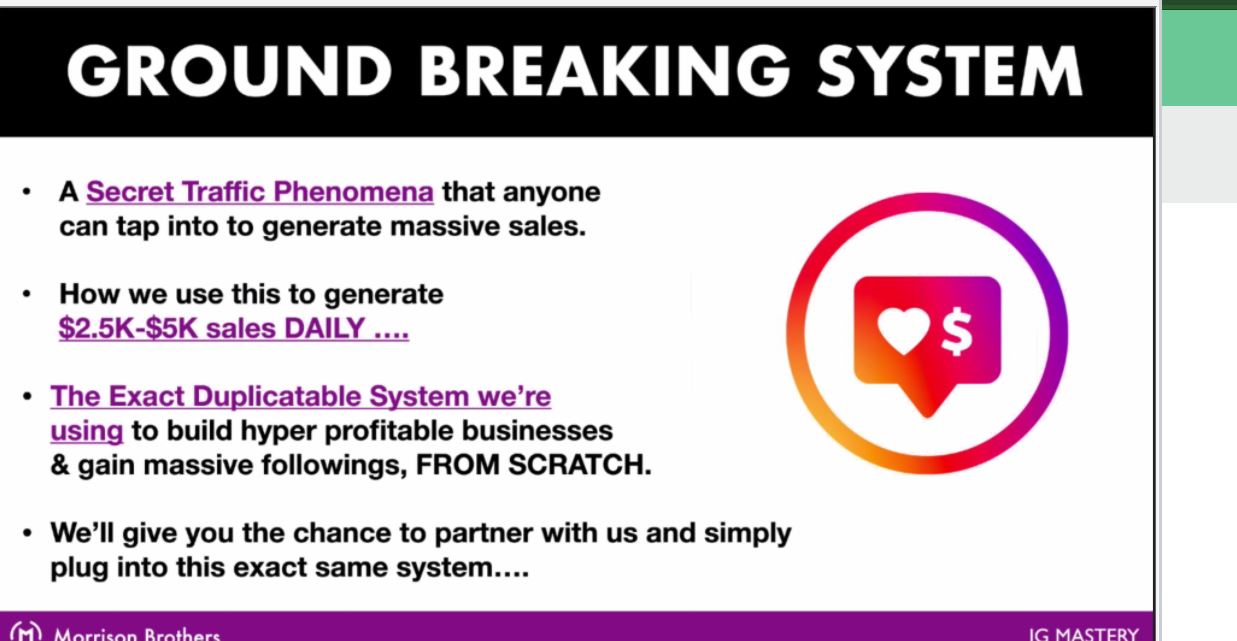 GROUND BREAKING SYSTEM
• A Secret Traffic Phenomena that anyone
can tap into to generate massive sales.
• How we use this to generate
$2.5K-$5K sales DAILY ....
• The Exact Duplicatable System we’re
using to build hyper profitable businesses
& gain massive followings, FROM SCRATCH.
• We’ll give you the chance to partner with us and simply
plug into this exact same system....
$
M Morrison Brothers
IG MASTERY